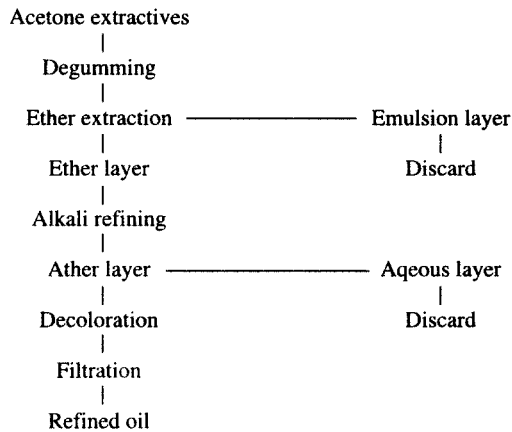 Acetone extractives
Degumming
Ether extraction
Emulsion layer
Ether layer
Discard
Alkali refining
Ather layer
Aqeous layer
Decoloration
Discard
Filtration
Refined oil